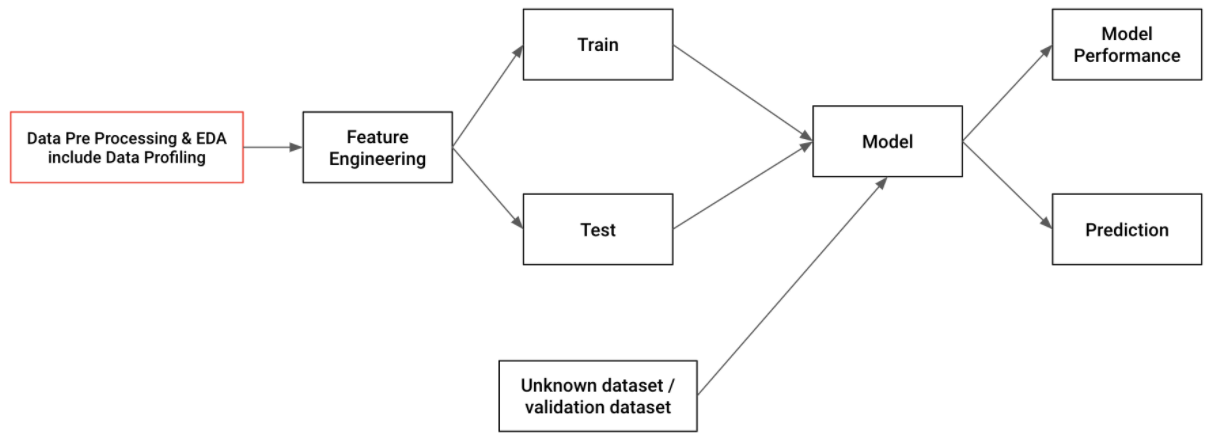 Data Pre Processing & EDA
include Data Profiling
Feature
Engineering
Train
Test
Unknown dataset /
validation dataset
Model
Model
Performance
Prediction